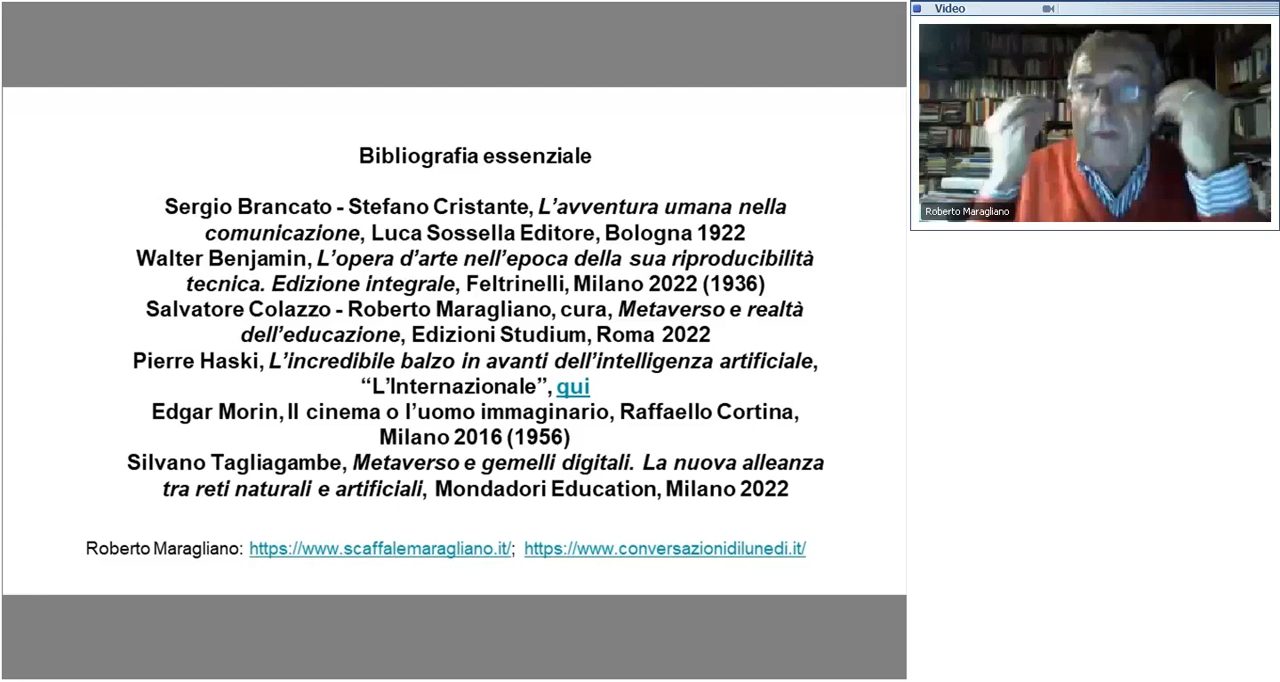 Video
Roberto Maragliano
Bibliografia essenziale
Sergio Brancato - Stefano Cristante, L’avventura umana nella
comunicazione, Luca Sossella Editore, Bologna 1922
Walter Benjamin, L’opera d’arte nell’epoca della sua riproducibilità
tecnica. Edizione integrale, Feltrinelli, Milano 2022 (1936)
Salvatore Colazzo - Roberto Maragliano, cura, Metaverso e realtà
dell’educazione, Edizioni Studium, Roma 2022
Pierre Haski, L’incredibile balzo in avanti dell’intelligenza artificiale,
“L’Internazionale”, qui
Edgar Morin, Il cinema o l’uomo immaginario, Raffaello Cortina,
Milano 2016 (1956)
Silvano Tagliagambe, Metaverso e gemelli digitali. La nuova alleanza
tra reti naturali e artificiali, Mondadori Education, Milano 2022
Roberto Maragliano: https://www.scaffalemaragliano.it/; https://www.conversazionidilunedi.it/